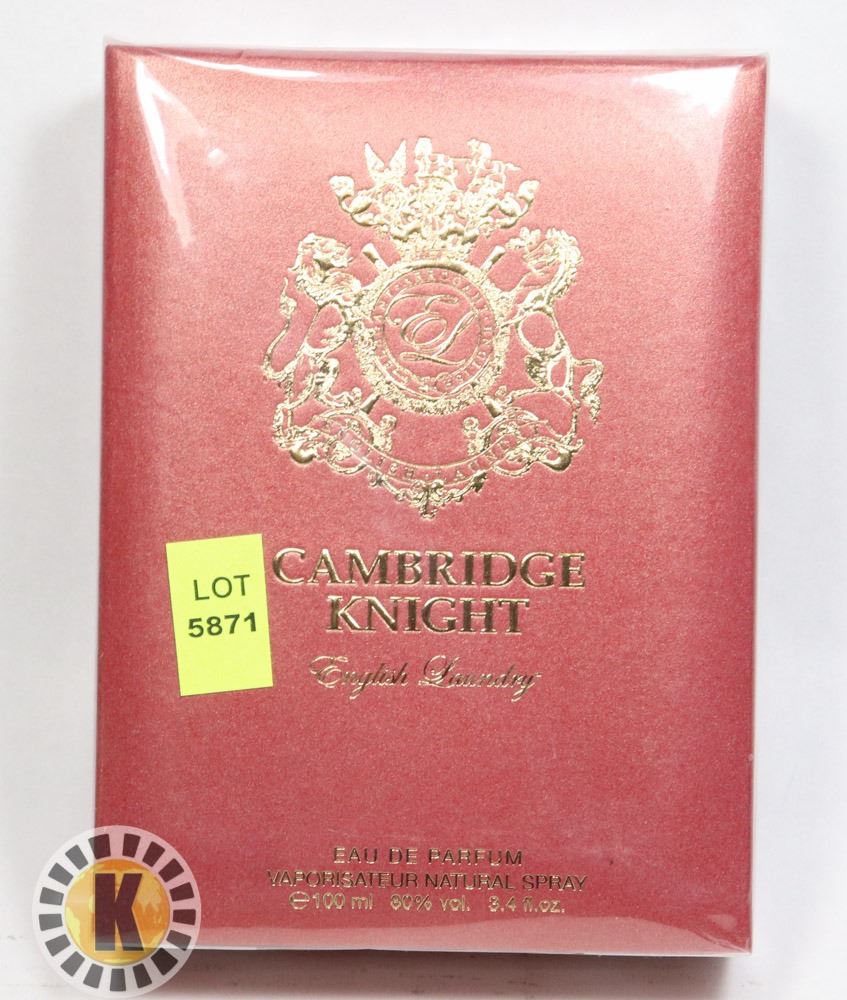 EL
LOT
5871
CAMBRIDGE
KNIGHT
English Laundry
EAU DE PARFUM
VAPORISATEUR NATURAL SPRAY
100 ml 80% vol. 3.4 fl.oz.
K